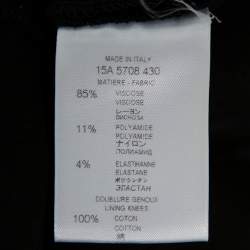 MADE IN ITALY
15A 5708 430
MATIERE - FABRIC
85% VISCOSE
VISCOSE
レーヨン
ВИСКОЗА
11% POLYAMIDE
POLYAMIDE
ナイロン
ПОЛИАМИД
4% ELASTHANNE
ELASTANE
ポリウレタン
ЭЛАСТАН
DOUBLURE GENOUX
LINING KNEES
100% COTON
COTTON
綿